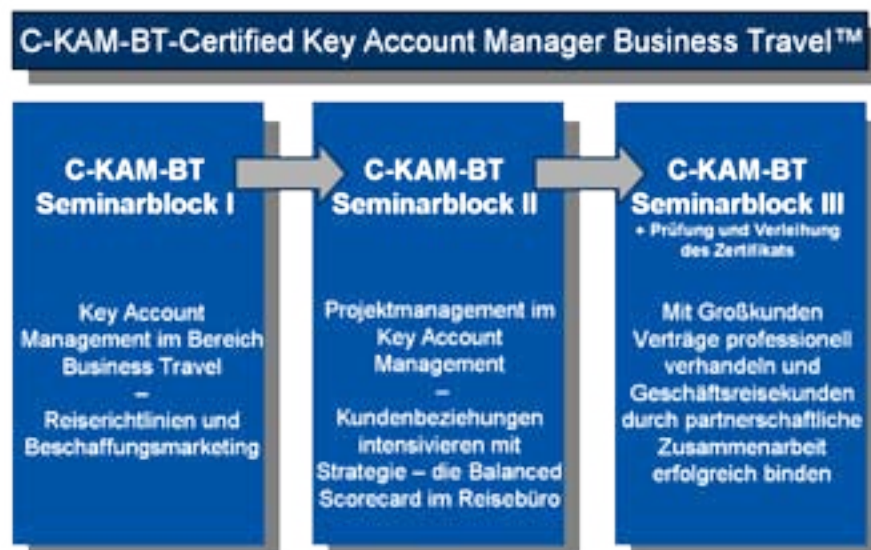 C-KAM-BT-Certified Key Account Manager Business Travel™
C-KAM-BT
Seminarblock I
Key Account
Management im Bereich
Business Travel
–
Reiserichtlinien und
Beschaffungsmarketing
C-KAM-BT
Seminarblock II
Projektmanagement im
Key Account
Management
–
Kundenbeziehungen
intensivieren mit
Strategie – die Balanced
Scorecard im Reisebüro
C-KAM-BT
Seminarblock III
+ Prüfung und Verleihung
des Zertifikats
Mit Großkunden
Verträge professionell
verhandeln und
Geschäftsreisekunden
durch partnerschaftliche
Zusammenarbeit
erfolgreich binden